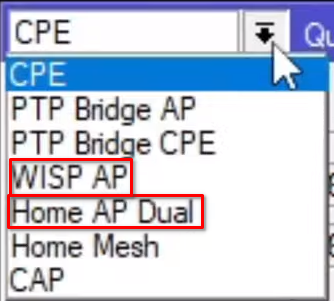 CPE
Qu
CPE
PTP Bridge AP
PTP Bridge CPE
WISP AP
Home AP Dual
Home Mesh
CAP